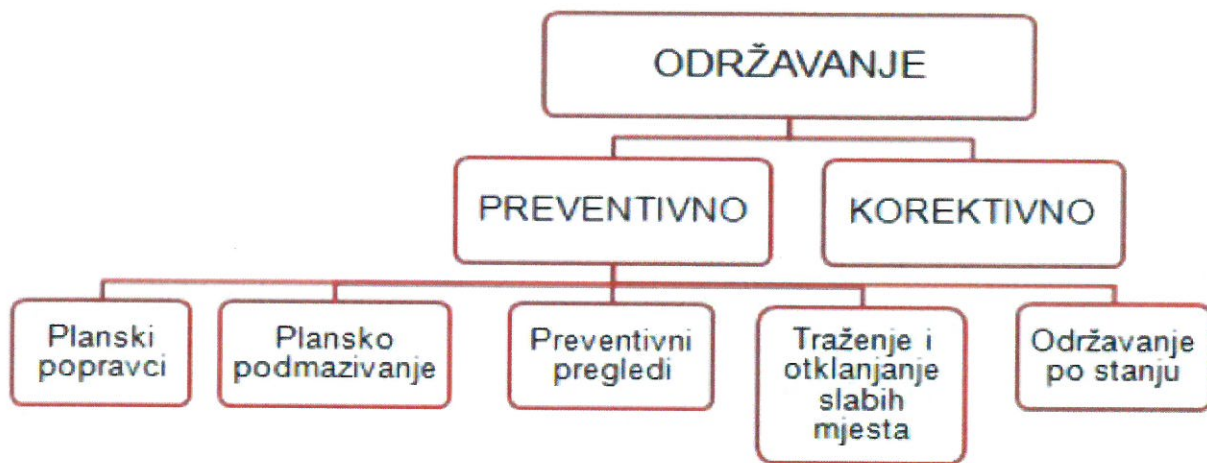 ODRŽAVANJE
PREVENTIVNO
KOREKTIVNO
Planski
popravci
Plansko
podmazivanje
Preventivni
pregledi
Traženje i
otklanjanje
slabih
mjesta
Održavanje
po stanju